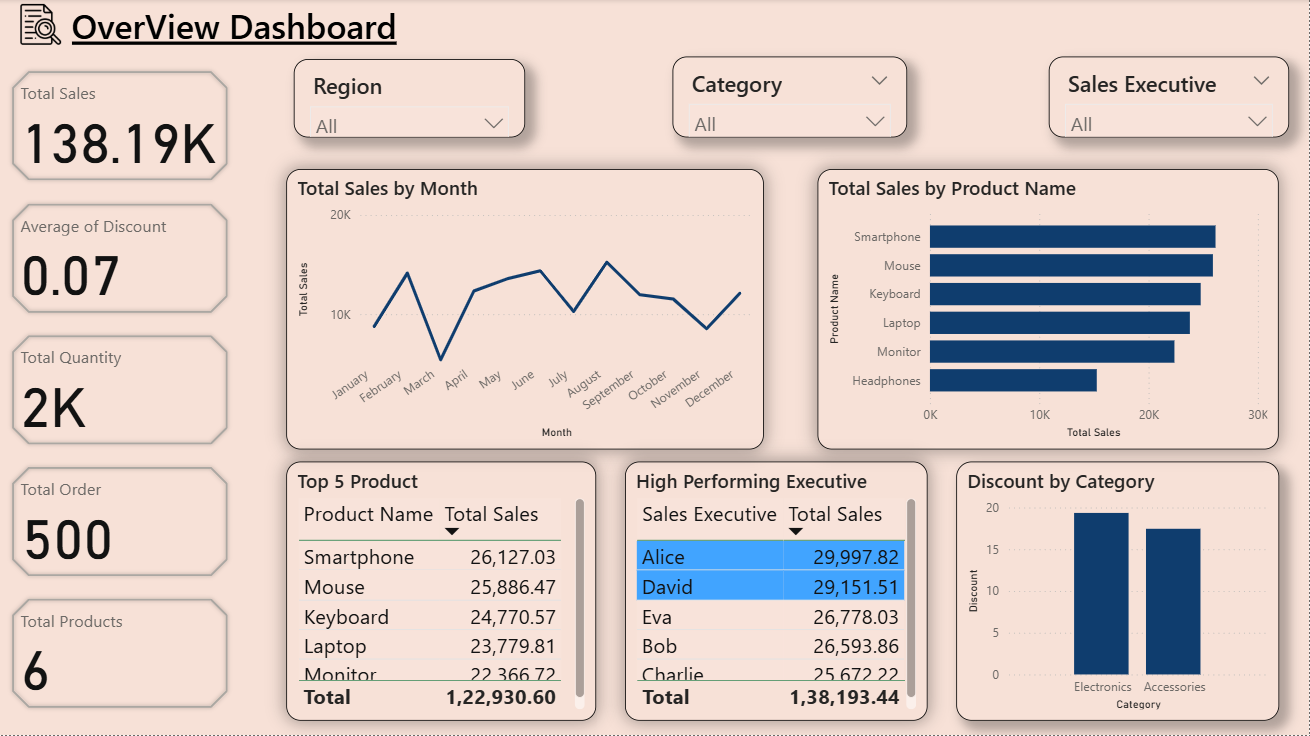 OverView Dashboard
Total Sales
138.19K
Average of Discount
0.07
Total Quantity
2K
Total Order
500
Total Products
6
Region
All
Category
All
Sales Executive
All
Total Sales by Month
Total Sales
20K
10K
January
February
March
April
May
June
July
August
September
October
November
December
Month
Total Sales by Product Name
Product Name
Smartphone
Mouse
Keyboard
Laptop
Monitor
Headphones
0K 10K 20K 30K
Total Sales
Top 5 Product
Product Name Total Sales
Smartphone 26,127.03
Mouse 25,886.47
Keyboard 24,770.57
Laptop 23,779.81
Monitor 22,366.72
Total 1,22,930.60
High Performing Executive
Sales Executive Total Sales
Alice 29,997.82
David 29,151.51
Eva 26,778.03
Bob 26,593.86
Charlie 25,672.22
Total 1,38,193.44
Discount by Category
Discount
20
15
10
5
0
Electronics Accessories
Category